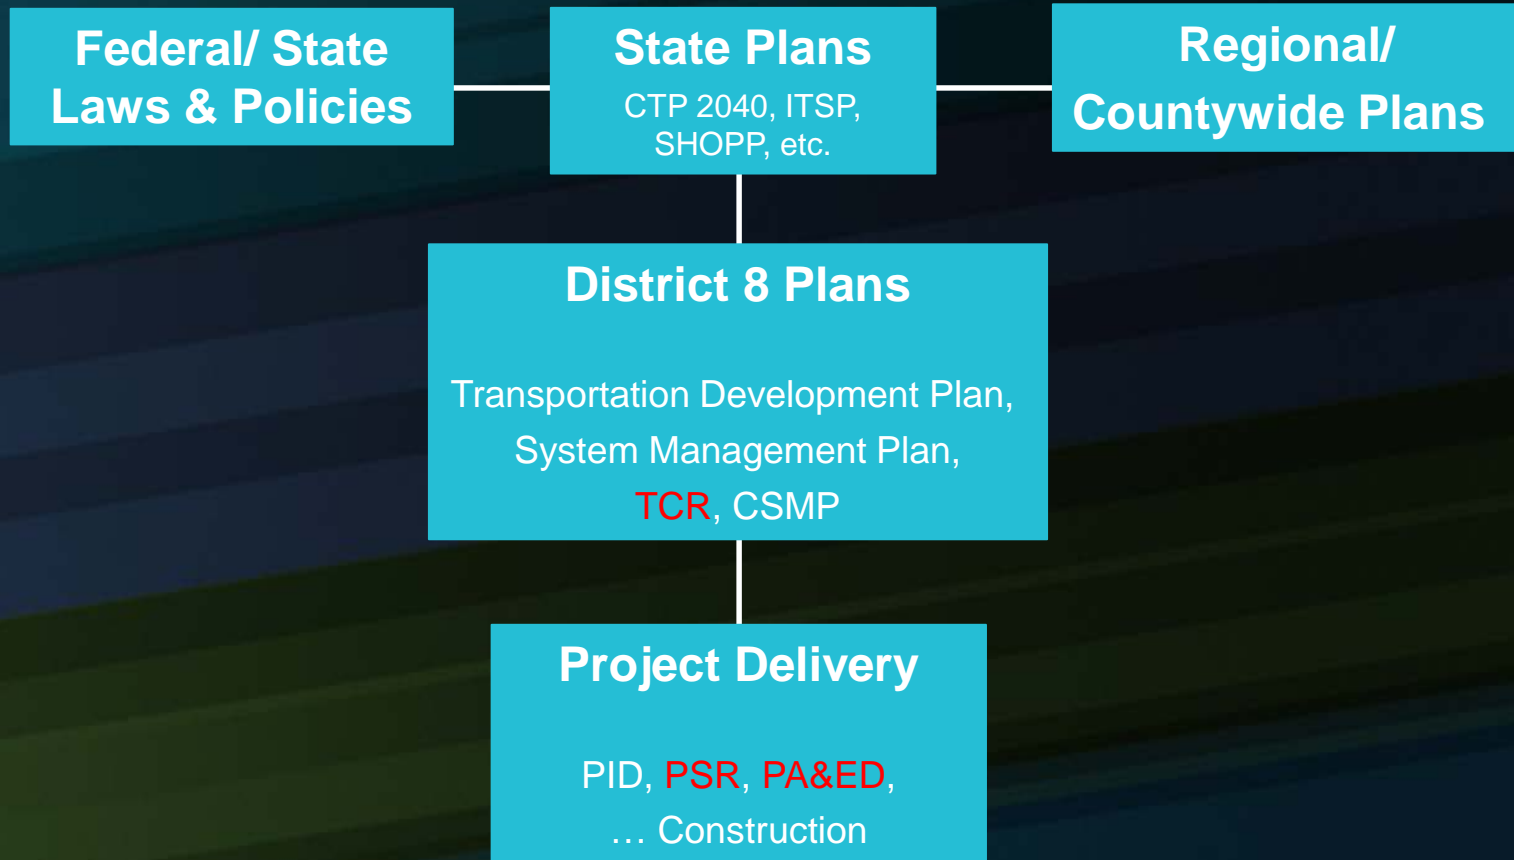 Federal/ State
Laws & Policies
State Plans
CTP 2040, ITSP,
SHOPP, etc.
Regional/
Countywide Plans
District 8 Plans
Transportation Development Plan,
System Management Plan,
TCR, CSMP
Project Delivery
PID, PSR, PA&ED,
… Construction